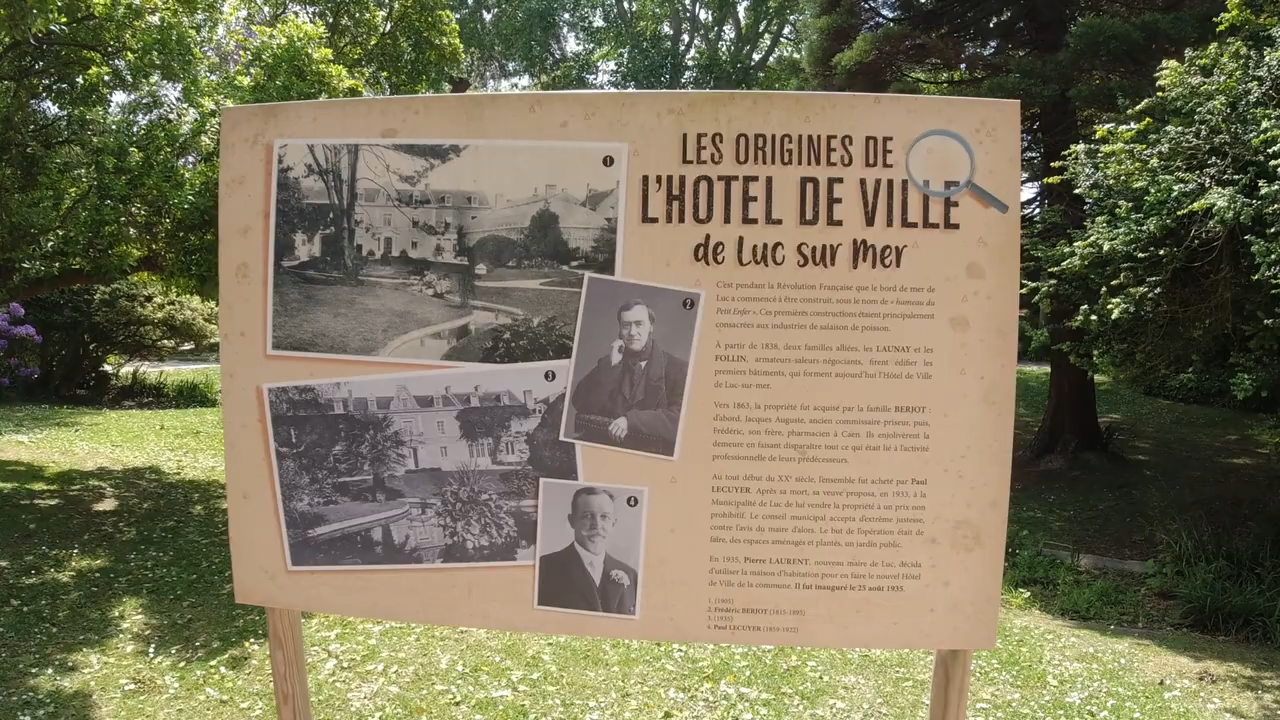 LES ORIGINES DE
L'HOTEL DE VILLE
de Luc sur Mer
C'est pendant la Révolution Française que le bord de mer de
Luc a commencé à être construit, sous le nom de « hameau du
Petit Enfer ». Ces premières constructions étaient principalement
consacrées aux industries de salaison de poisson.
À partir de 1838, deux familles alliées, les LAUNAY et les
FOLLIN, armateurs-saleurs-négociants, firent édifier les
premiers bâtiments, qui forment aujourd'hui l'Hôtel de Ville
de Luc-sur-mer.
Vers 1863, la propriété fut acquise par la famille BERJOT :
d'abord, Jacques Auguste, ancien commissaire-priseur, puis,
Frédéric, son frère, pharmacien à Caen. Ils enjolivèrent la
demeure en faisant disparaître tout ce qui était lié à l'activité
professionnelle de leurs prédécesseurs.
Au tout début du XXe siècle, l'ensemble fut acheté par Paul
LECUYER. Après sa mort, sa veuve proposa, en 1933, à la
Municipalité de Luc de lui vendre la propriété à un prix non
prohibitif. Le conseil municipal accepta d'extrême justesse,
contre l'avis du maire d'alors. Le but de l'opération était de
faire, des espaces aménagés et plantés, un jardin public.
En 1935, Pierre LAURENT, nouveau maire de Luc, décida
d'utiliser la maison d'habitation pour en faire le nouvel Hôtel
de Ville de la commune. Il fut inauguré le 25 août 1935.
1. (1905)
2. Frédéric BERJOT (1815-1895)
3. (1935)
4. Paul LECUYER (1859-1922)
1
2
3
4